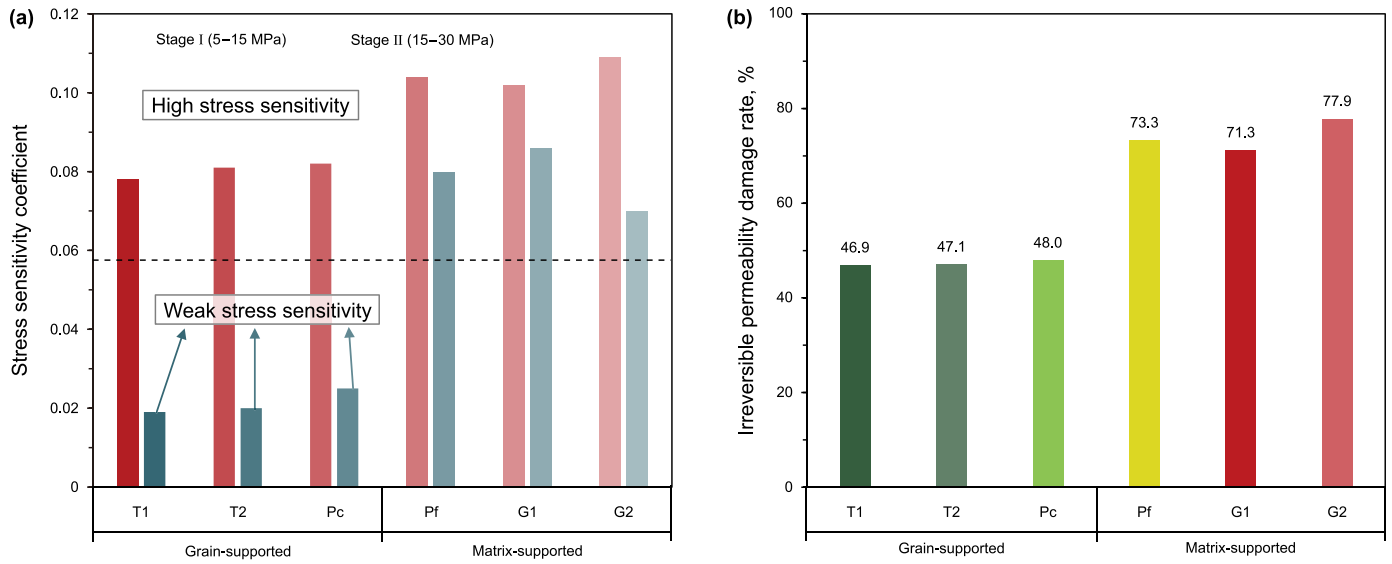 (a)
Stress sensitivity coefficient
0.12
0.10
0.08
0.06
0.04
0.02
0
Stage I (5–15 MPa)
Stage II (15–30 MPa)
High stress sensitivity
Weak stress sensitivity
T1
T2
Pc
Pf
G1
G2
Grain-supported
Matrix-supported
(b)
Irreversible permeability damage rate, %
100
80
60
40
20
0
46.9
47.1
48.0
73.3
71.3
77.9
T1
T2
Pc
Pf
G1
G2
Grain-supported
Matrix-supported